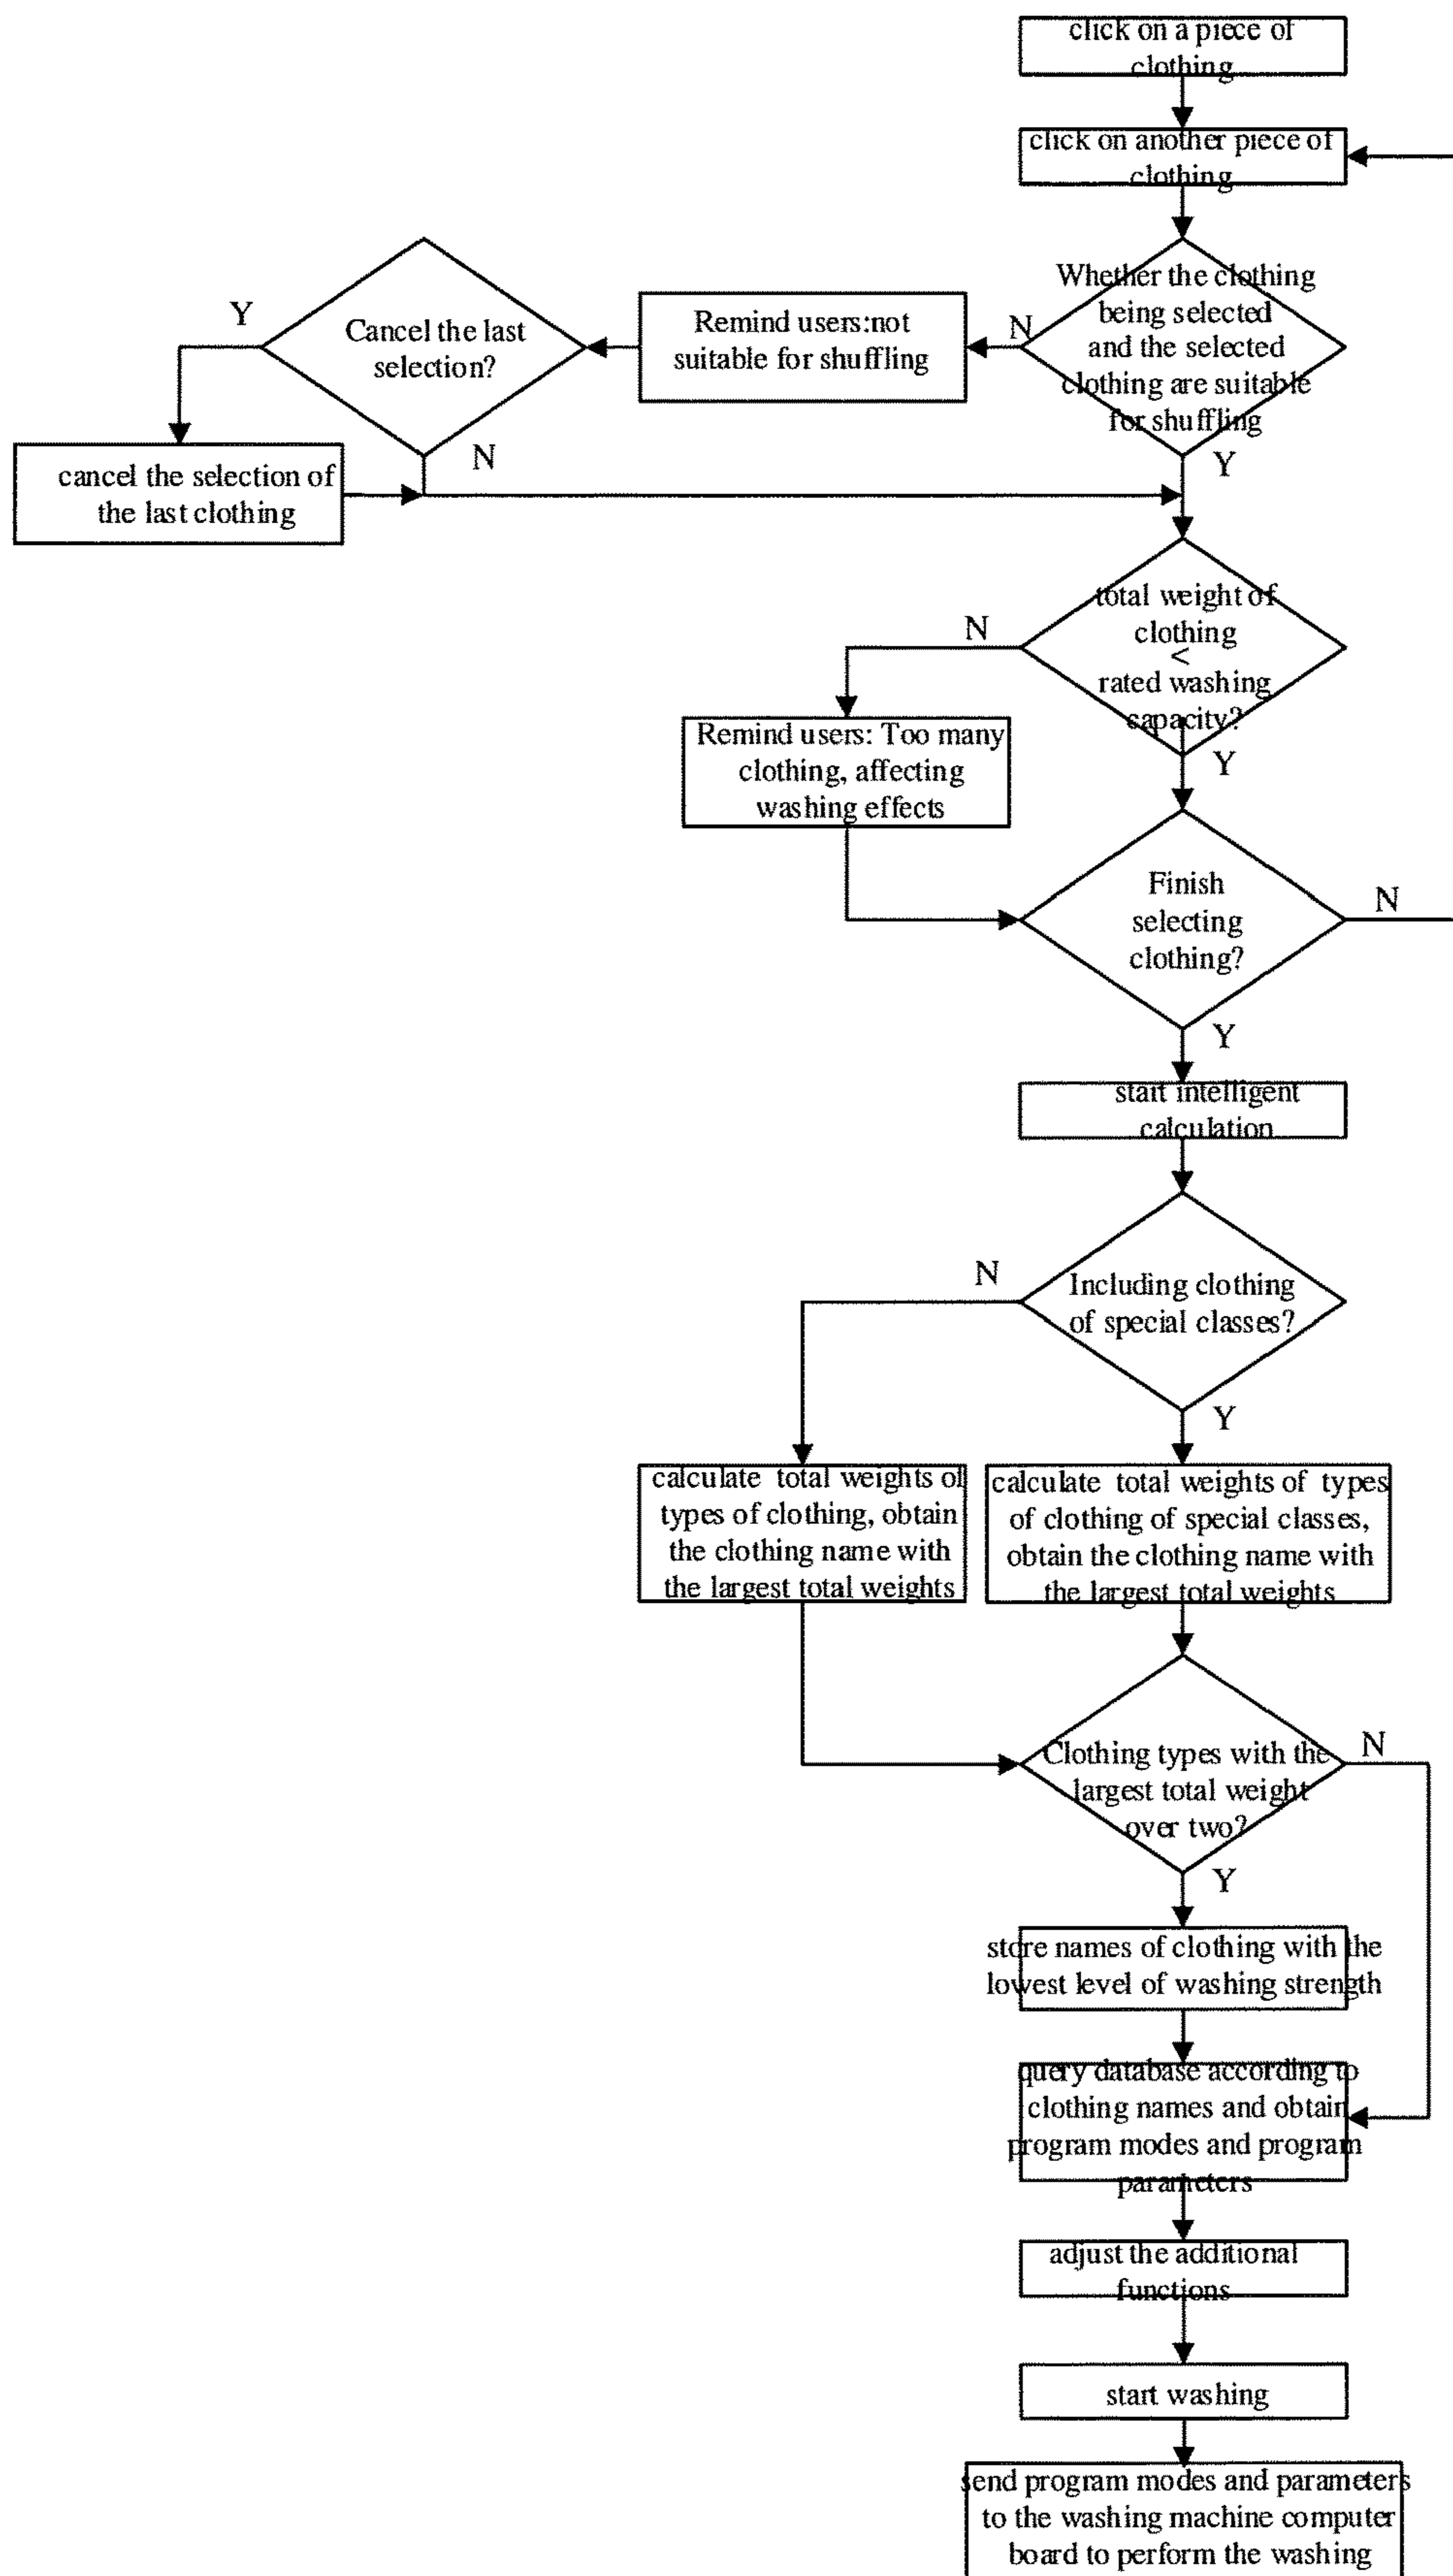 click on a piece of
clothing
click on another piece of
clothing
Whether the clothing
being selected
and the selected
clothing are suitable
for shuffling
N
Y
Remind users:not
suitable for shuffling
Cancel the last
selection?
Y
N
cancel the selection of
the last clothing
total weight of
clothing
<
rated washing
capacity?
N
Y
Remind users: Too many
clothing, affecting
washing effects
Finish
selecting
clothing?
N
Y
start intelligent
calculation
Including clothing
of special classes?
N
Y
calculate total weights of
types of clothing, obtain
the clothing name with
the largest total weights
calculate total weights of types
of clothing of special classes,
obtain the clothing name with
the largest total weights
Clothing types with the
largest total weight
over two?
N
Y
store names of clothing with the
lowest level of washing strength
query database according to
clothing names and obtain
program modes and program
parameters
adjust the additional
functions
start washing
send program modes and parameters
to the washing machine computer
board to perform the washing